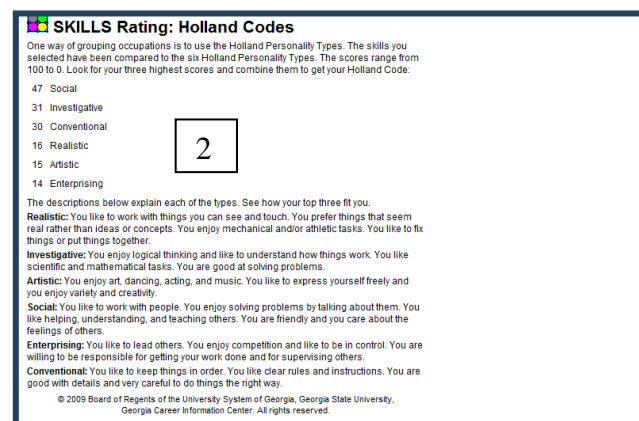 SKILLS Rating: Holland Codes
One way of grouping occupations is to use the Holland Personality Types. The skills you
selected have been compared to the six Holland Personality Types. The scores range from
100 to 0. Look for your three highest scores and combine them to get your Holland Code:
47 Social
31 Investigative
30 Conventional
16 Realistic
15 Artistic
14 Enterprising
2
The descriptions below explain each of the types. See how your top three fit you.
Realistic: You like to work with things you can see and touch. You prefer things that seem
real rather than ideas or concepts. You enjoy mechanical and/or athletic tasks. You like to fix
things or put things together.
Investigative: You enjoy logical thinking and like to understand how things work. You like
scientific and mathematical tasks. You are good at solving problems.
Artistic: You enjoy art, dancing, acting, and music. You like to express yourself freely and
you enjoy variety and creativity.
Social: You like to work with people. You enjoy solving problems by talking about them. You
like helping, understanding, and teaching others. You are friendly and you care about the
feelings of others.
Enterprising: You like to lead others. You enjoy competition and like to be in control. You are
willing to be responsible for getting your work done and for supervising others.
Conventional: You like to keep things in order. You like clear rules and instructions. You are
good with details and very careful to do things the right way.
© 2009 Board of Regents of the University System of Georgia, Georgia State University,
Georgia Career Information Center. All rights reserved.